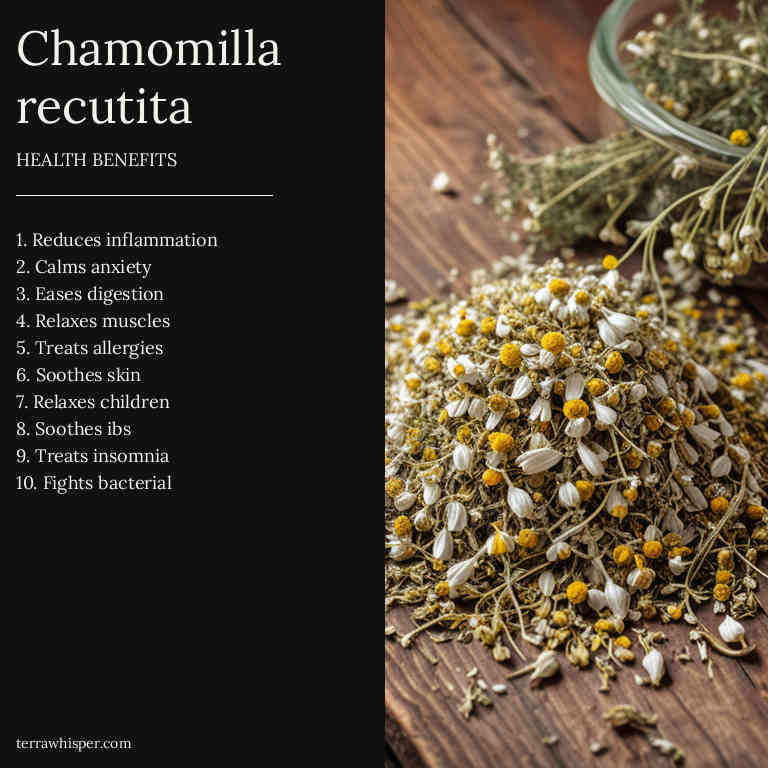 Chamomilla
recutita
HEALTH BENEFITS
1. Reduces inflammation
2. Calms anxiety
3. Eases digestion
4. Relaxes muscles
5. Treats allergies
6. Soothes skin
7. Relaxes children
8. Soothes ibs
9. Treats insomnia
10. Fights bacterial
terrawhisper.com